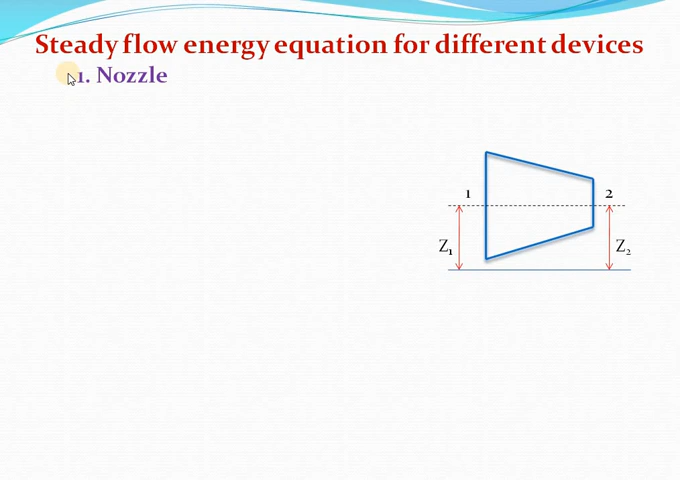 Steady flow energy equation for different devices
1. Nozzle
1 2
Z₁ Z₂